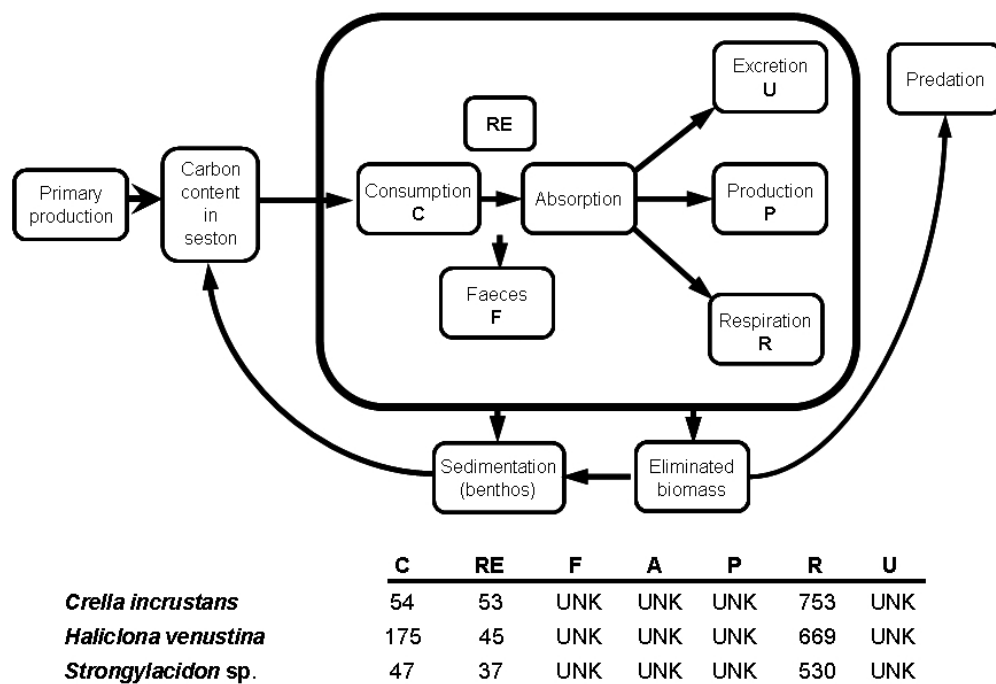 Excretion
U
Predation
RE
Carbon
content
in
seston
Primary
production
Consumption
C
Absorption
Production
P
Faeces
F
Respiration
R
Sedimentation
(benthos)
Eliminated
biomass
C RE F A P R U
Crella incrustans 54 53 UNK UNK UNK 753 UNK
Haliclona venustina 175 45 UNK UNK UNK 669 UNK
Strongylacidon sp. 47 37 UNK UNK UNK 530 UNK